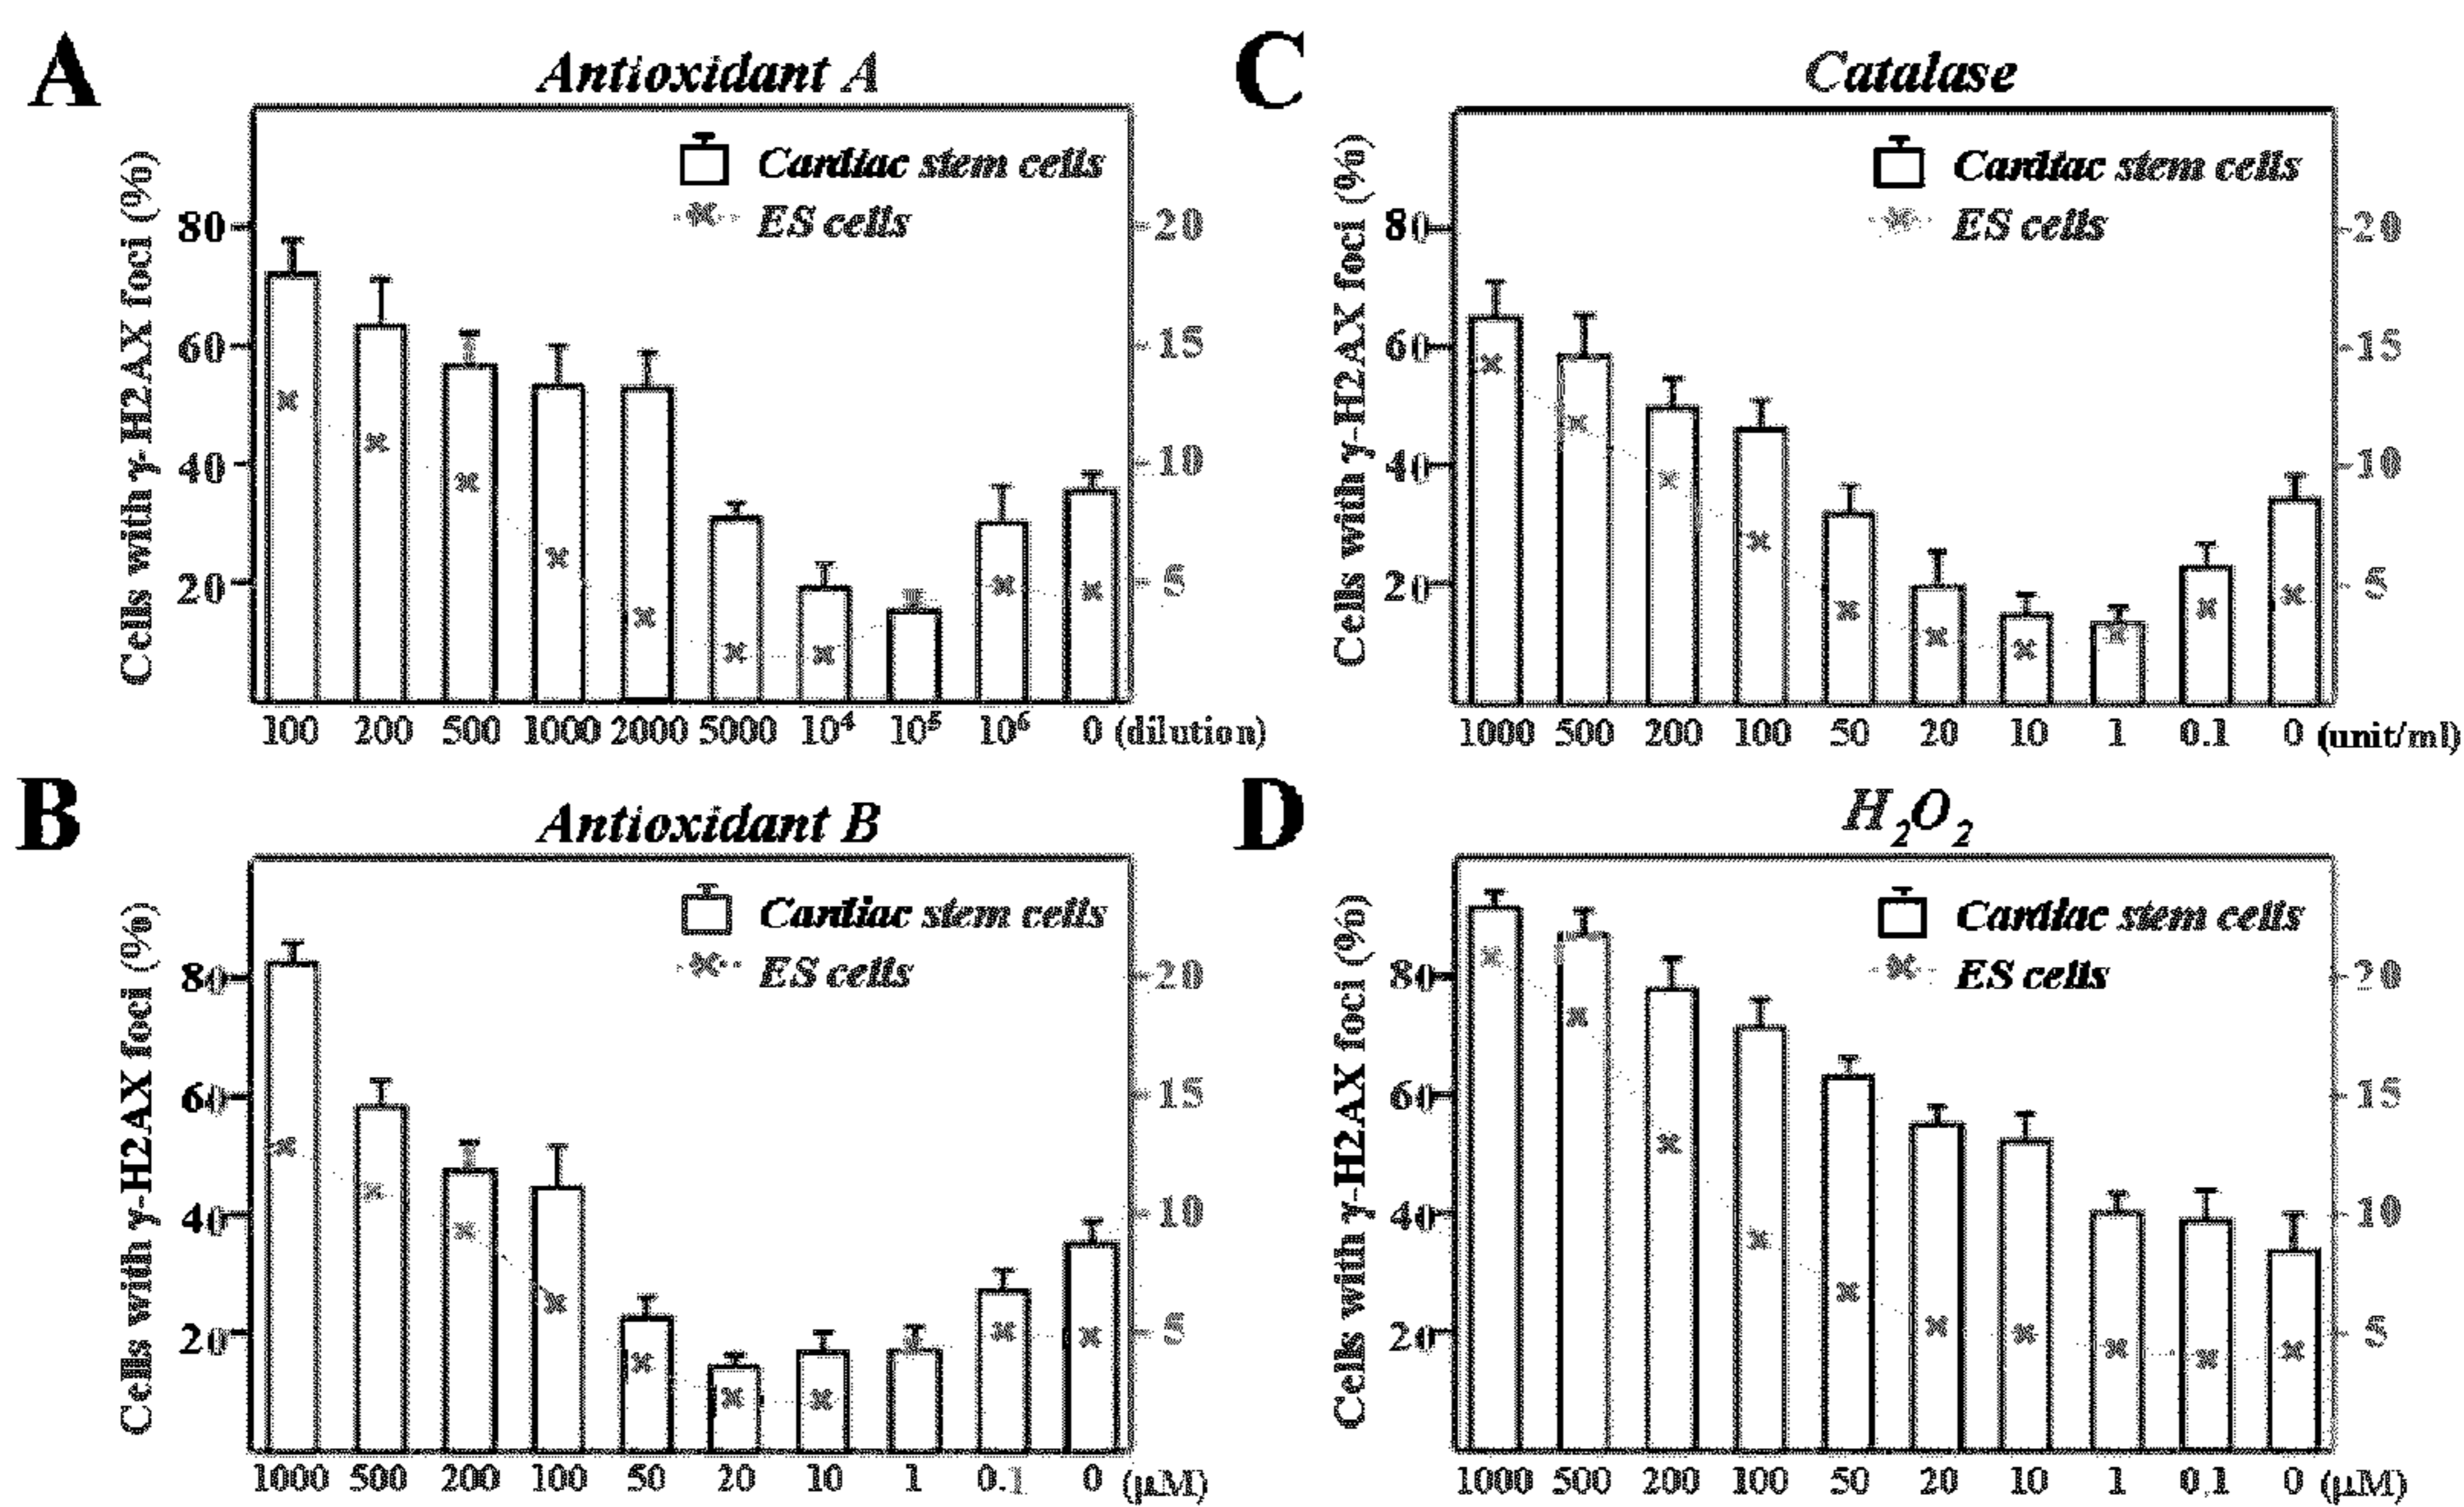 A
Antioxidant A
Cells with γ-H2AX foci (%)
Cardiac stem cells
ES cells
80
60
40
20
20
15
10
5
100 200 500 1000 2000 5000 10⁴ 10⁵ 10⁶ 0 (dilution)
B
Antioxidant B
Cells with γ-H2AX foci (%)
Cardiac stem cells
ES cells
80
60
40
20
20
15
10
5
1000 500 200 100 50 20 10 1 0.1 0 (μM)
C
Catalase
Cells with γ-H2AX foci (%)
Cardiac stem cells
ES cells
80
60
40
20
20
15
10
5
1000 500 200 100 50 20 10 1 0.1 0 (unit/ml)
D
H₂O₂
Cells with γ-H2AX foci (%)
Cardiac stem cells
ES cells
80
60
40
20
20
15
10
5
1000 500 200 100 50 20 10 1 0.1 0 (μM)